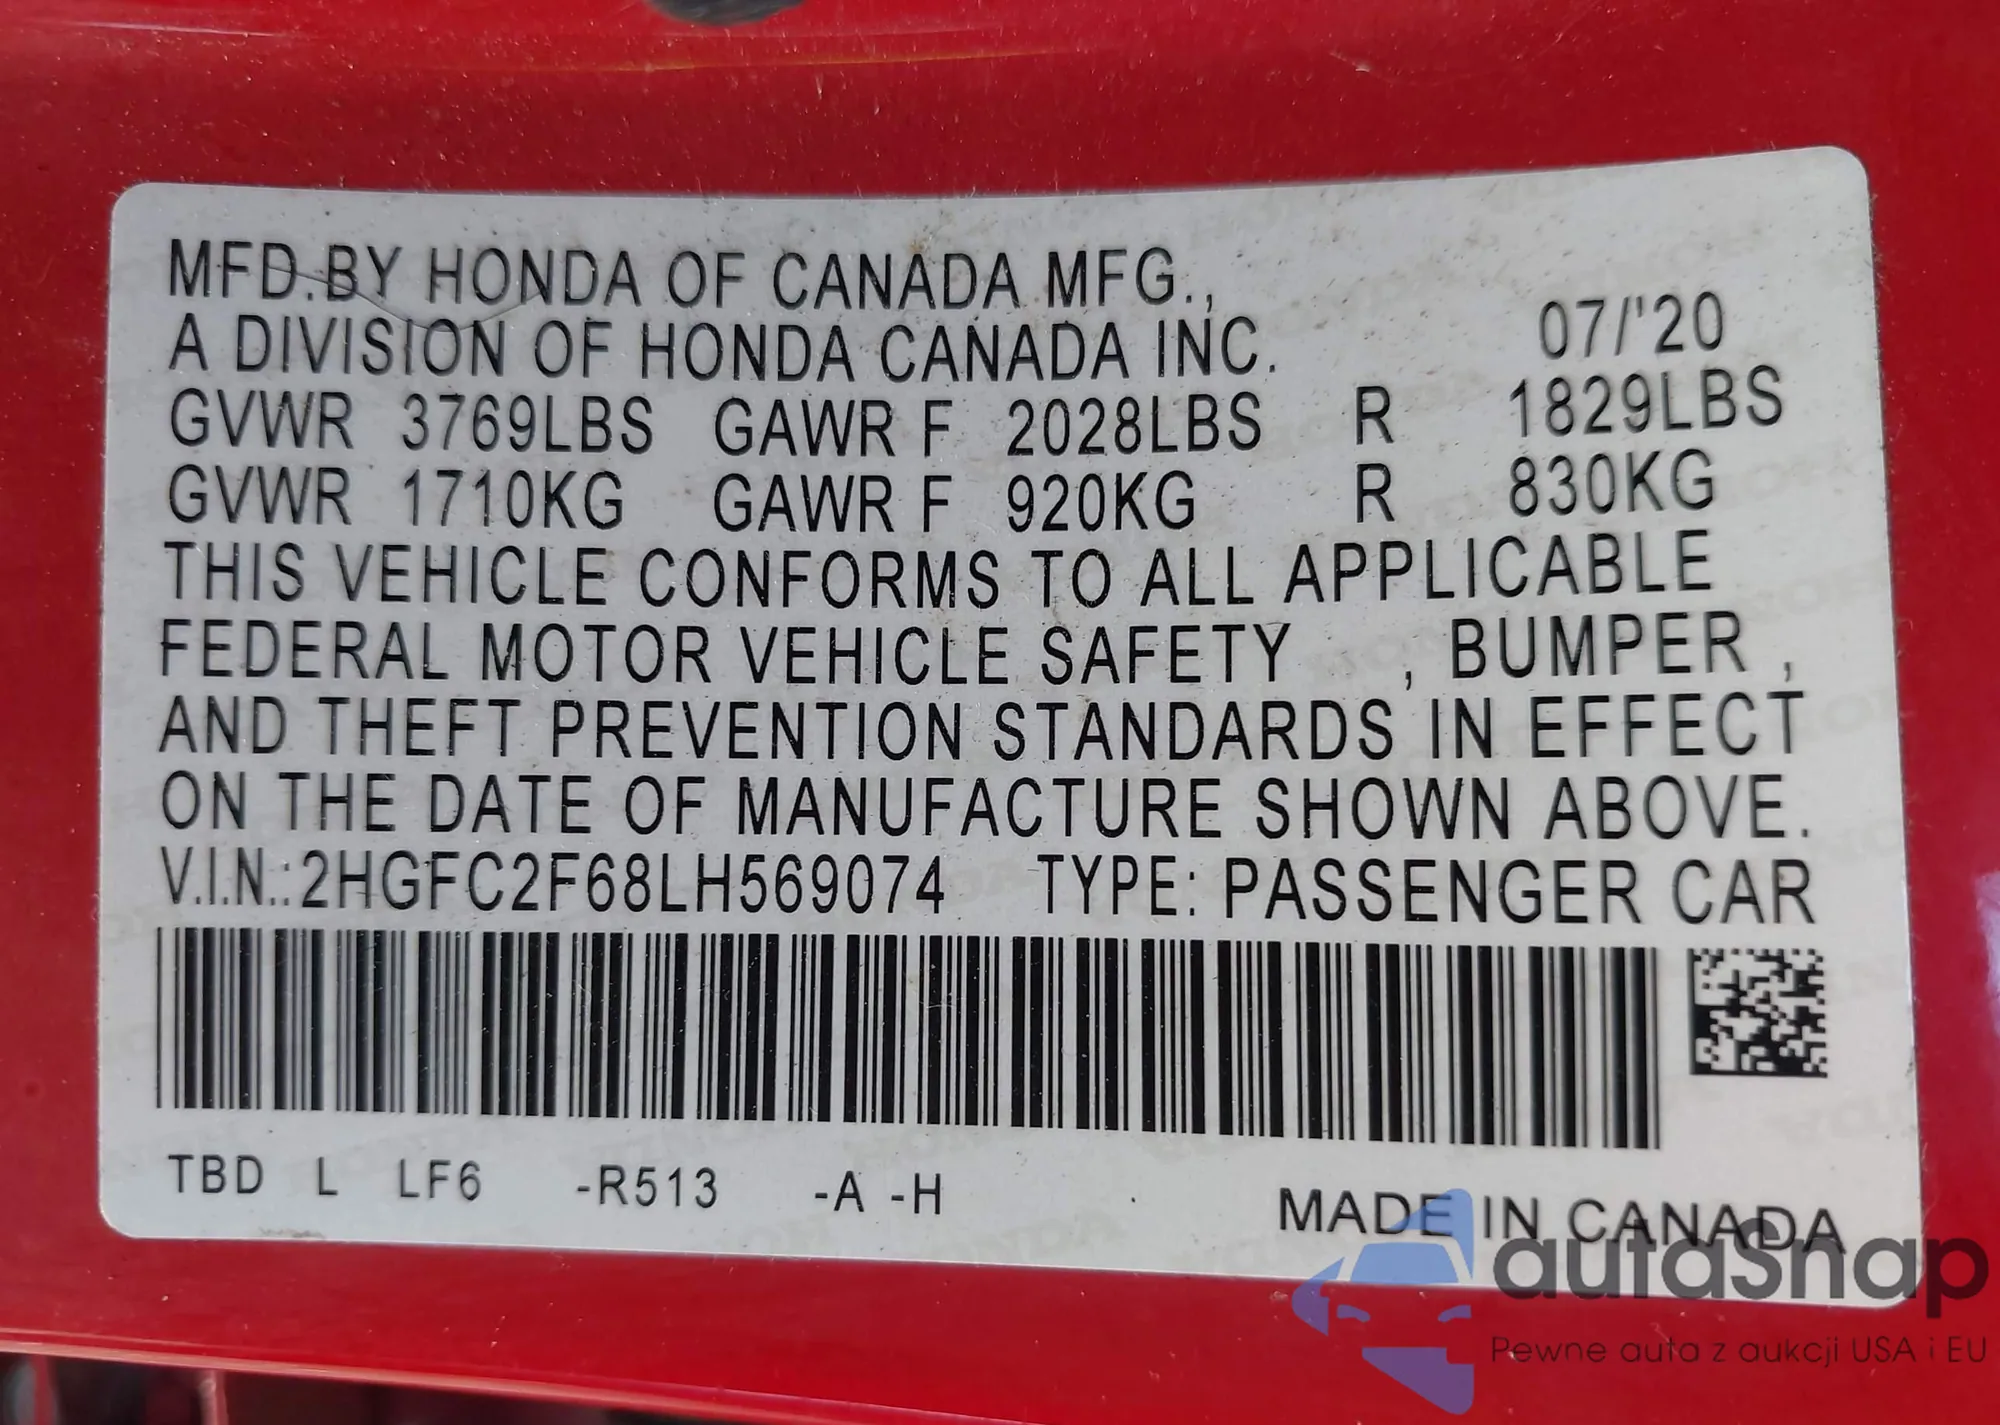 MFD.BY HONDA OF CANADA MFG.,
A DIVISION OF HONDA CANADA INC. 07/'20
GVWR 3769LBS GAWR F 2028LBS R 1829LBS
GVWR 1710KG GAWR F 920KG R 830KG
THIS VEHICLE CONFORMS TO ALL APPLICABLE
FEDERAL MOTOR VEHICLE SAFETY , BUMPER ,
AND THEFT PREVENTION STANDARDS IN EFFECT
ON THE DATE OF MANUFACTURE SHOWN ABOVE.
V.I.N.:2HGFC2F68LH569074 TYPE: PASSENGER CAR
TBD L LF6 -R513 -A -H
MADE IN CANADA
autaSnap
Pewne auta z aukcji USA i EU